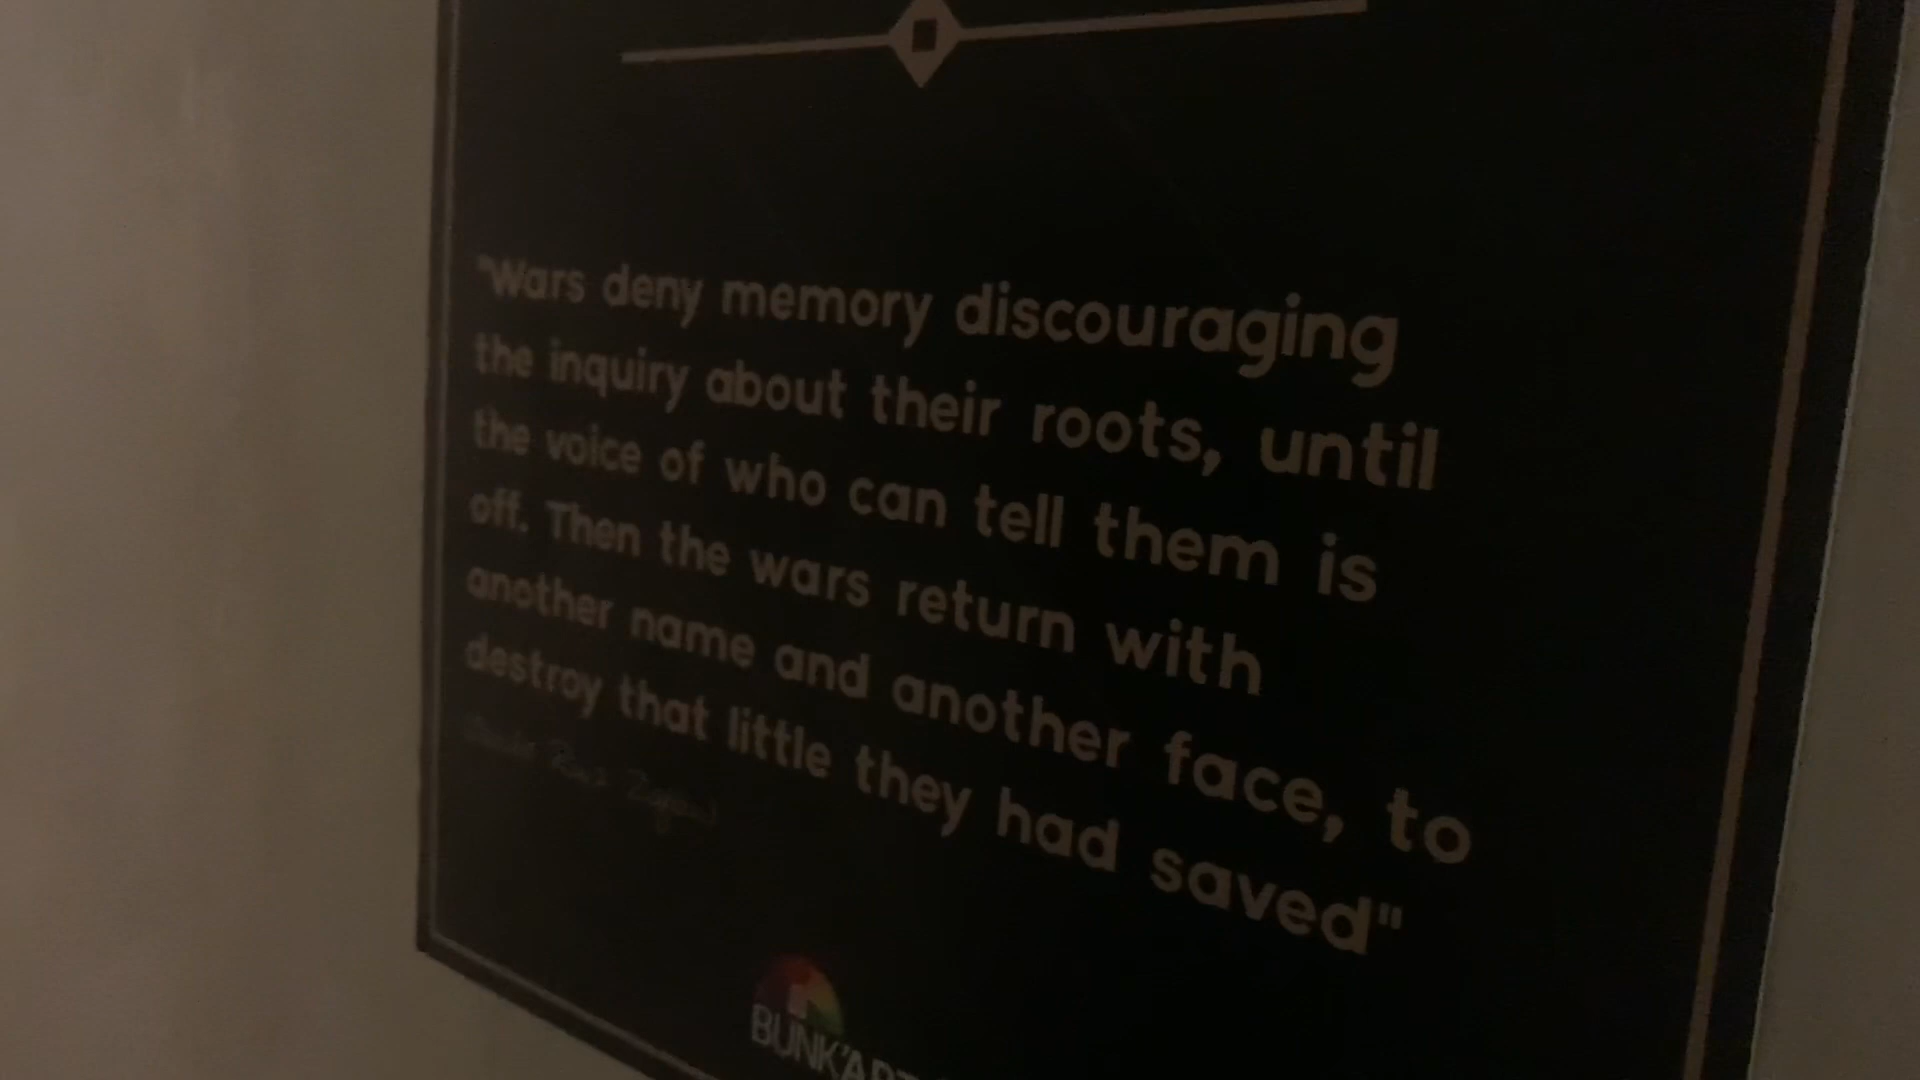 "Wars deny memory discouraging
the inquiry about their roots, until
the voice of who can tell them is
off. Then the wars return with
another name and another face, to
destroy that little they had saved"
BUNK'ART